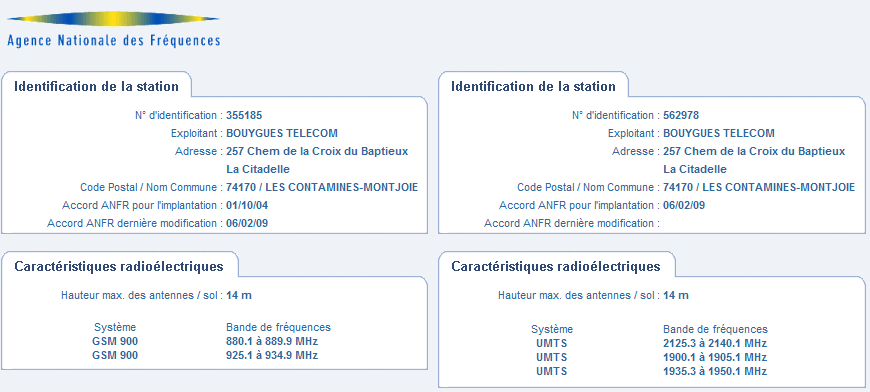 Agence Nationale des Fréquences
Identification de la station
N° d'identification : 355185
Exploitant : BOUYGUES TELECOM
Adresse : 257 Chem de la Croix du Baptieux
La Citadelle
Code Postal / Nom Commune : 74170 / LES CONTAMINES-MONTJOIE
Accord ANFR pour l'implantation : 01/10/04
Accord ANFR dernière modification : 06/02/09
Caractéristiques radioélectriques
Hauteur max. des antennes / sol : 14 m
Système Bande de fréquences
GSM 900 880.1 à 889.9 MHz
GSM 900 925.1 à 934.9 MHz
Identification de la station
N° d'identification : 562978
Exploitant : BOUYGUES TELECOM
Adresse : 257 Chem de la Croix du Baptieux
La Citadelle
Code Postal / Nom Commune : 74170 / LES CONTAMINES-MONTJOIE
Accord ANFR pour l'implantation : 06/02/09
Accord ANFR dernière modification :
Caractéristiques radioélectriques
Hauteur max. des antennes / sol : 14 m
Système Bande de fréquences
UMTS 2125.3 à 2140.1 MHz
UMTS 1900.1 à 1905.1 MHz
UMTS 1935.3 à 1950.1 MHz